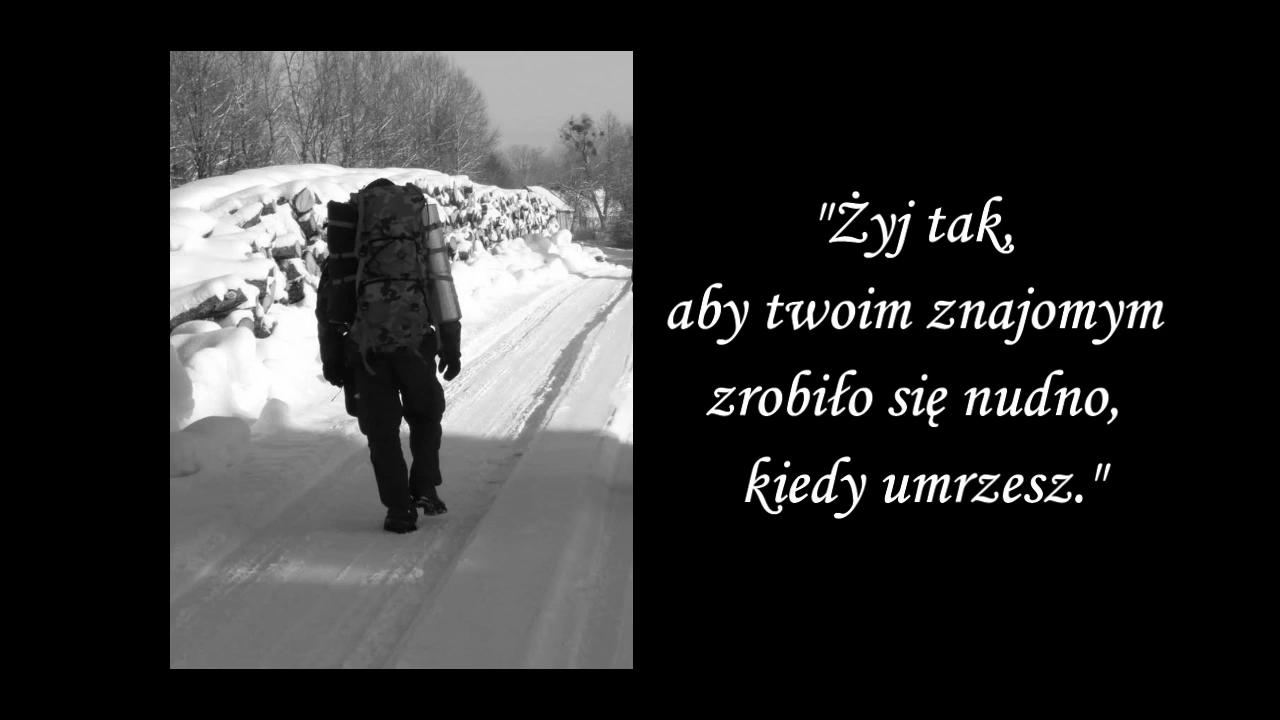 "Żyj tak,
aby twoim znajomym
zrobiło się nudno,
kiedy umrzesz."